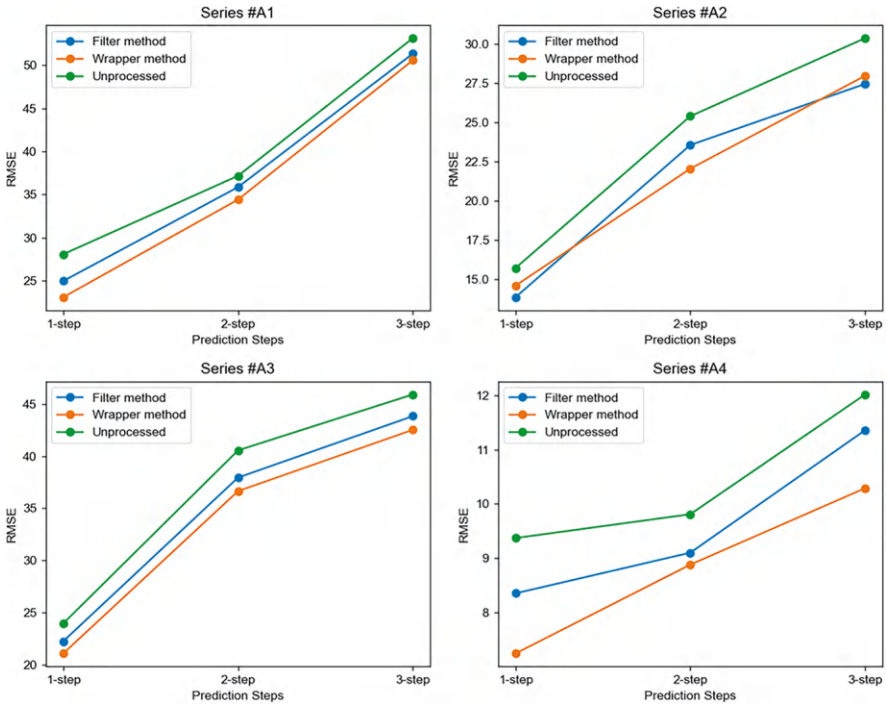 Series #A1
Filter method
Wrapper method
Unprocessed
50
45
40
35
30
25
RMSE
1-step
2-step
3-step
Prediction Steps
Series #A2
Filter method
Wrapper method
Unprocessed
30.0
27.5
25.0
22.5
20.0
17.5
15.0
RMSE
1-step
2-step
3-step
Prediction Steps
Series #A3
Filter method
Wrapper method
Unprocessed
45
40
35
30
25
20
RMSE
1-step
2-step
3-step
Prediction Steps
Series #A4
Filter method
Wrapper method
Unprocessed
12
11
10
9
8
RMSE
1-step
2-step
3-step
Prediction Steps